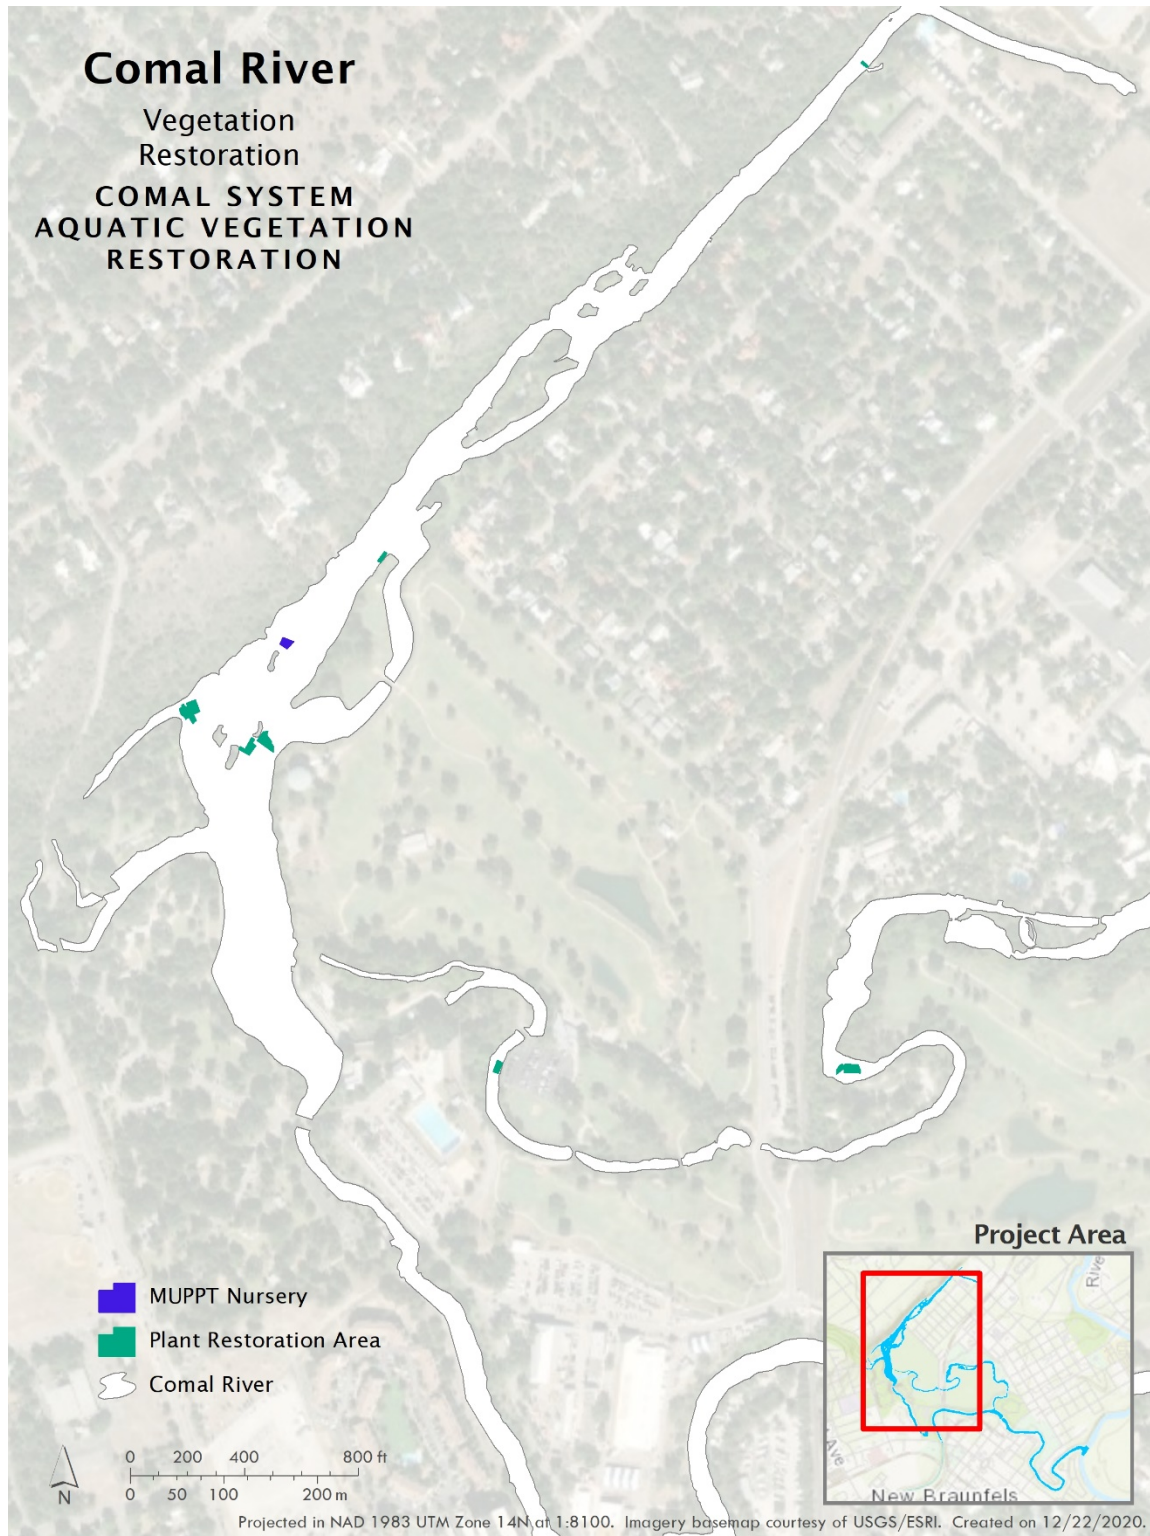 Comal River
Vegetation
Restoration
COMAL SYSTEM
AQUATIC VEGETATION
RESTORATION
Project Area
Rive
Ave
New Braunfels
MUPPT Nursery
Plant Restoration Area
Comal River
0 200 400 800 ft
0 50 100 200 m
N
Projected in NAD 1983 UTM Zone 14N at 1:8100. Imagery basemap courtesy of USGS/ESRI. Created on 12/22/2020.